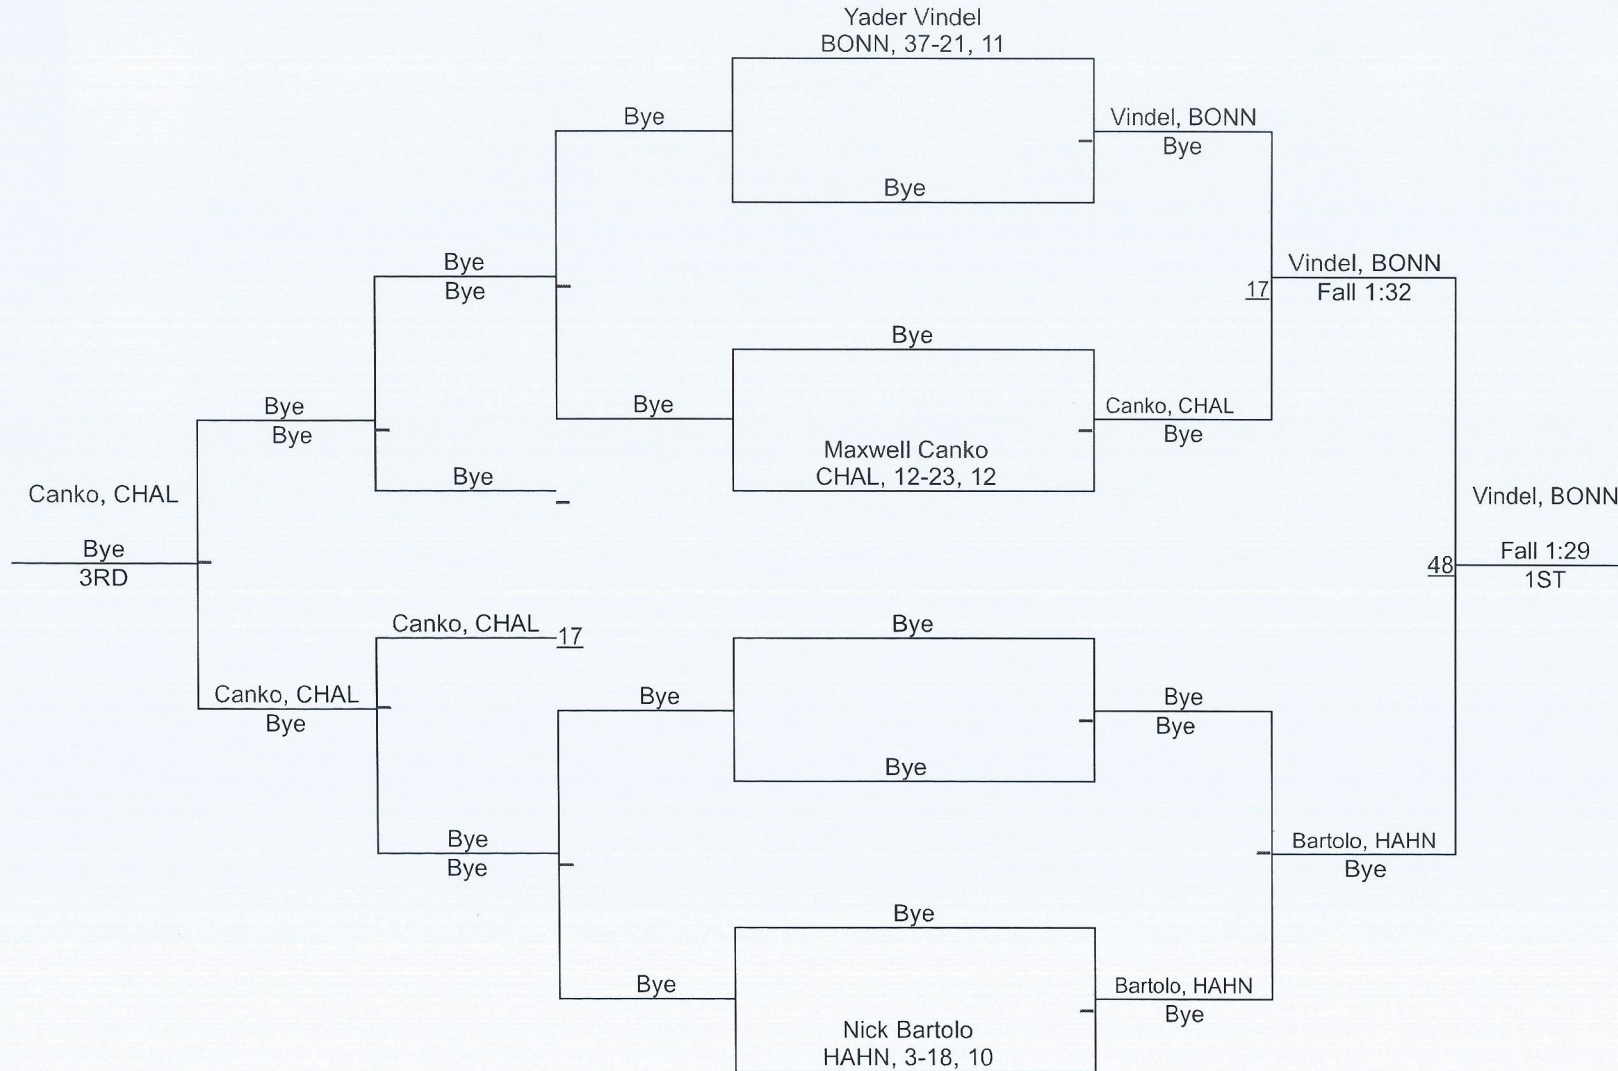 Yader Vindel
BONN, 37-21, 11
Bye
Vindel, BONN
Bye
Bye
Bye
Bye
Vindel, BONN
17
Fall 1:32
Bye
Bye
Bye
Canko, CHAL
Bye
Bye
Maxwell Canko
CHAL, 12-23, 12
Bye
Canko, CHAL
Vindel, BONN
Bye
3RD
48
Fall 1:29
1ST
Canko, CHAL
17
Bye
Canko, CHAL
Bye
Bye
Bye
Bye
Bye
Bye
Bye
Bartolo, HAHN
Bye
Bye
Bye
Bartolo, HAHN
Bye
Nick Bartolo
HAHN, 3-18, 10